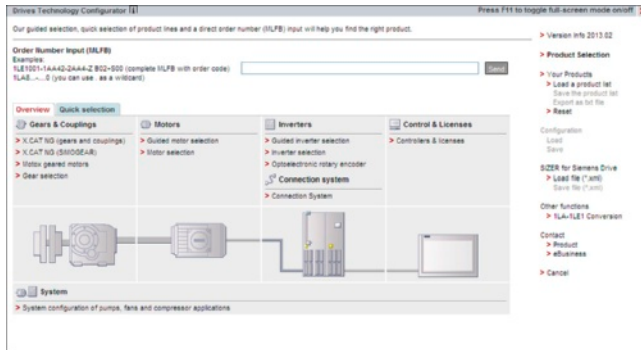 Drives Technology Configurator
Press F11 to toggle full-screen mode on/off
Our guided selection, quick selection of product lines and a direct order number (MLFB) input will help you find the right product.
Order Number Input (MLFB)
Examples:
1LE1001-1AA42-2AA4-Z B02+S00 (complete MLFB with order code)
(you can use . as a wildcard)
Send
Overview
Quick selection
Gears & Couplings
> X.CAT NG (gears and couplings)
> X.CAT NG (SIMOGEAR)
> Motox geared motors
> Gear selection
Motors
> Guided motor selection
> Motor selection
Inverters
> Guided inverter selection
> Inverter selection
> Optoelectronic rotary encoder
Connection system
> Connection System
Control & Licenses
> Controllers & licenses
System
> System configuration of pumps, fans and compressor applications
> Version info 2013.02
> Product Selection
> Your Products
> Load a product list
Save the product list
Export as txt file
> Reset
Configuration
Load
Save
SIZER for Siemens Drive
> Load file (*.xml)
Save file (*.xml)
Other functions
> 1LA-1LE1 Conversion
Contact
> Product
> eBusiness
> Cancel